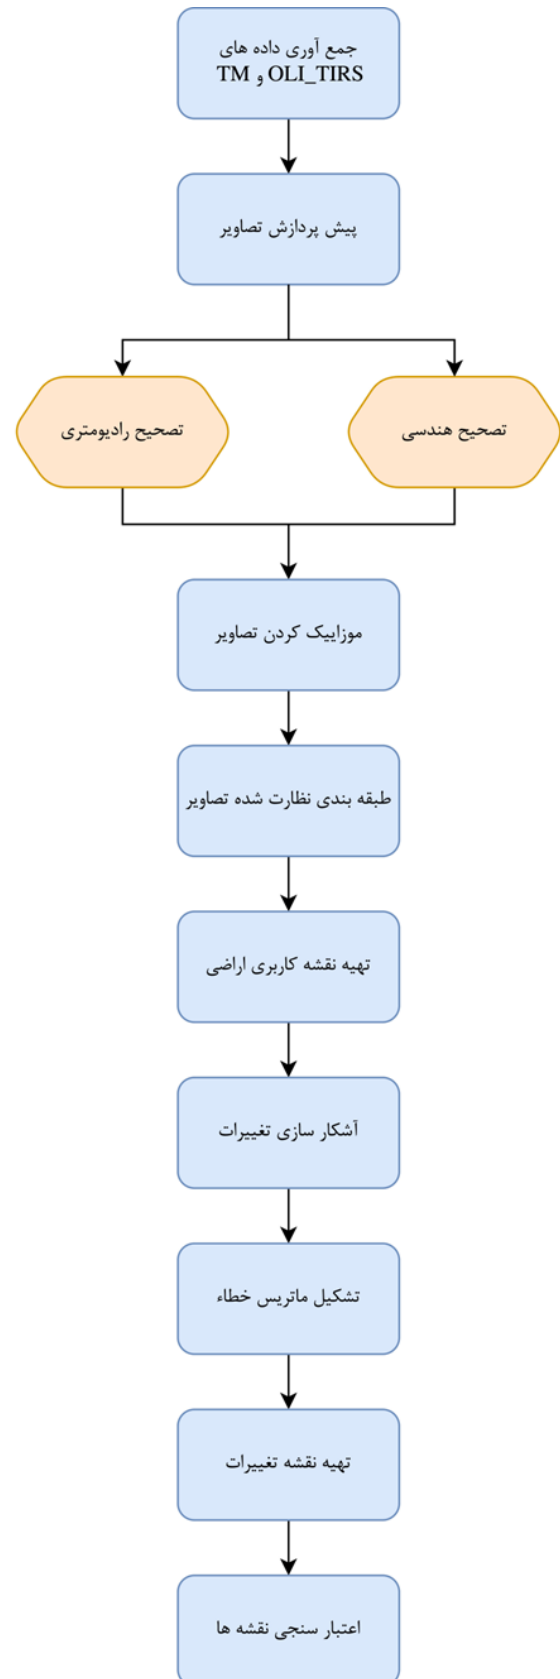 جمع آوری داده های
OLI_TIRS و TM
پیش پردازش تصاویر
تصحیح هندسی
تصحیح رادیومتری
موزاییک کردن تصاویر
طبقه بندی نظارت شده تصاویر
تهیه نقشه کاربری اراضی
آشکار سازی تغییرات
تشکیل ماتریس خطاء
تهیه نقشه تغییرات
اعتبار سنجی نقشه ها